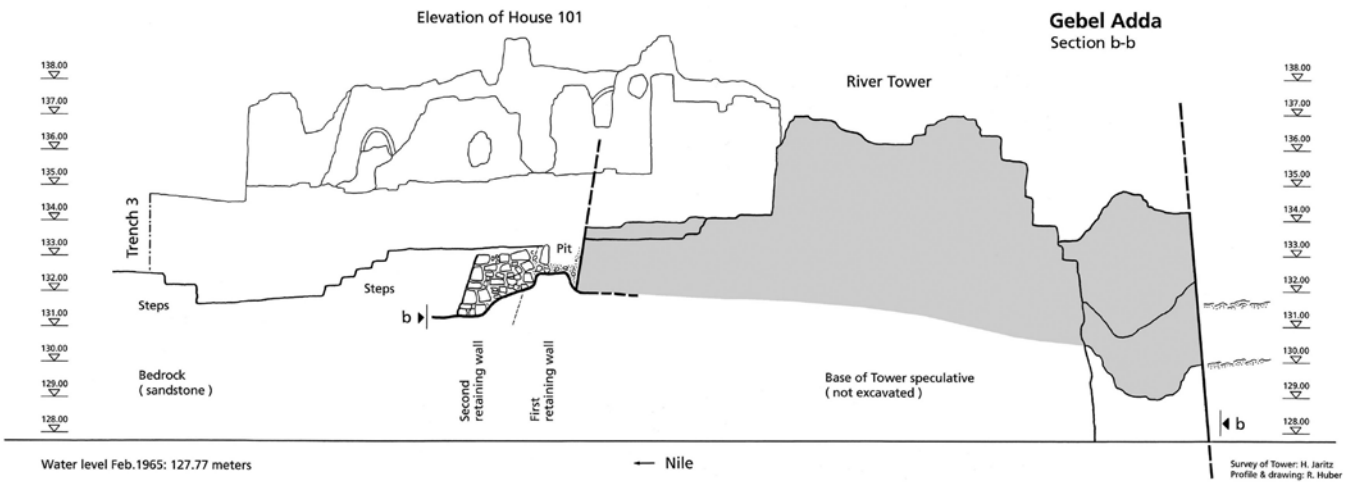 Elevation of House 101
Gebel Adda
Section b-b
River Tower
138.00
137.00
136.00
135.00
134.00
133.00
132.00
131.00
130.00
129.00
128.00
138.00
137.00
136.00
135.00
134.00
133.00
132.00
131.00
130.00
129.00
128.00
Trench 3
Steps
Steps
Pit
b
Second
retaining wall
First
retaining wall
Bedrock
( sandstone )
Base of Tower speculative
( not excavated )
b
Water level Feb.1965: 127.77 meters
← Nile
Survey of Tower: H. Jaritz
Profile & drawing: R. Huber